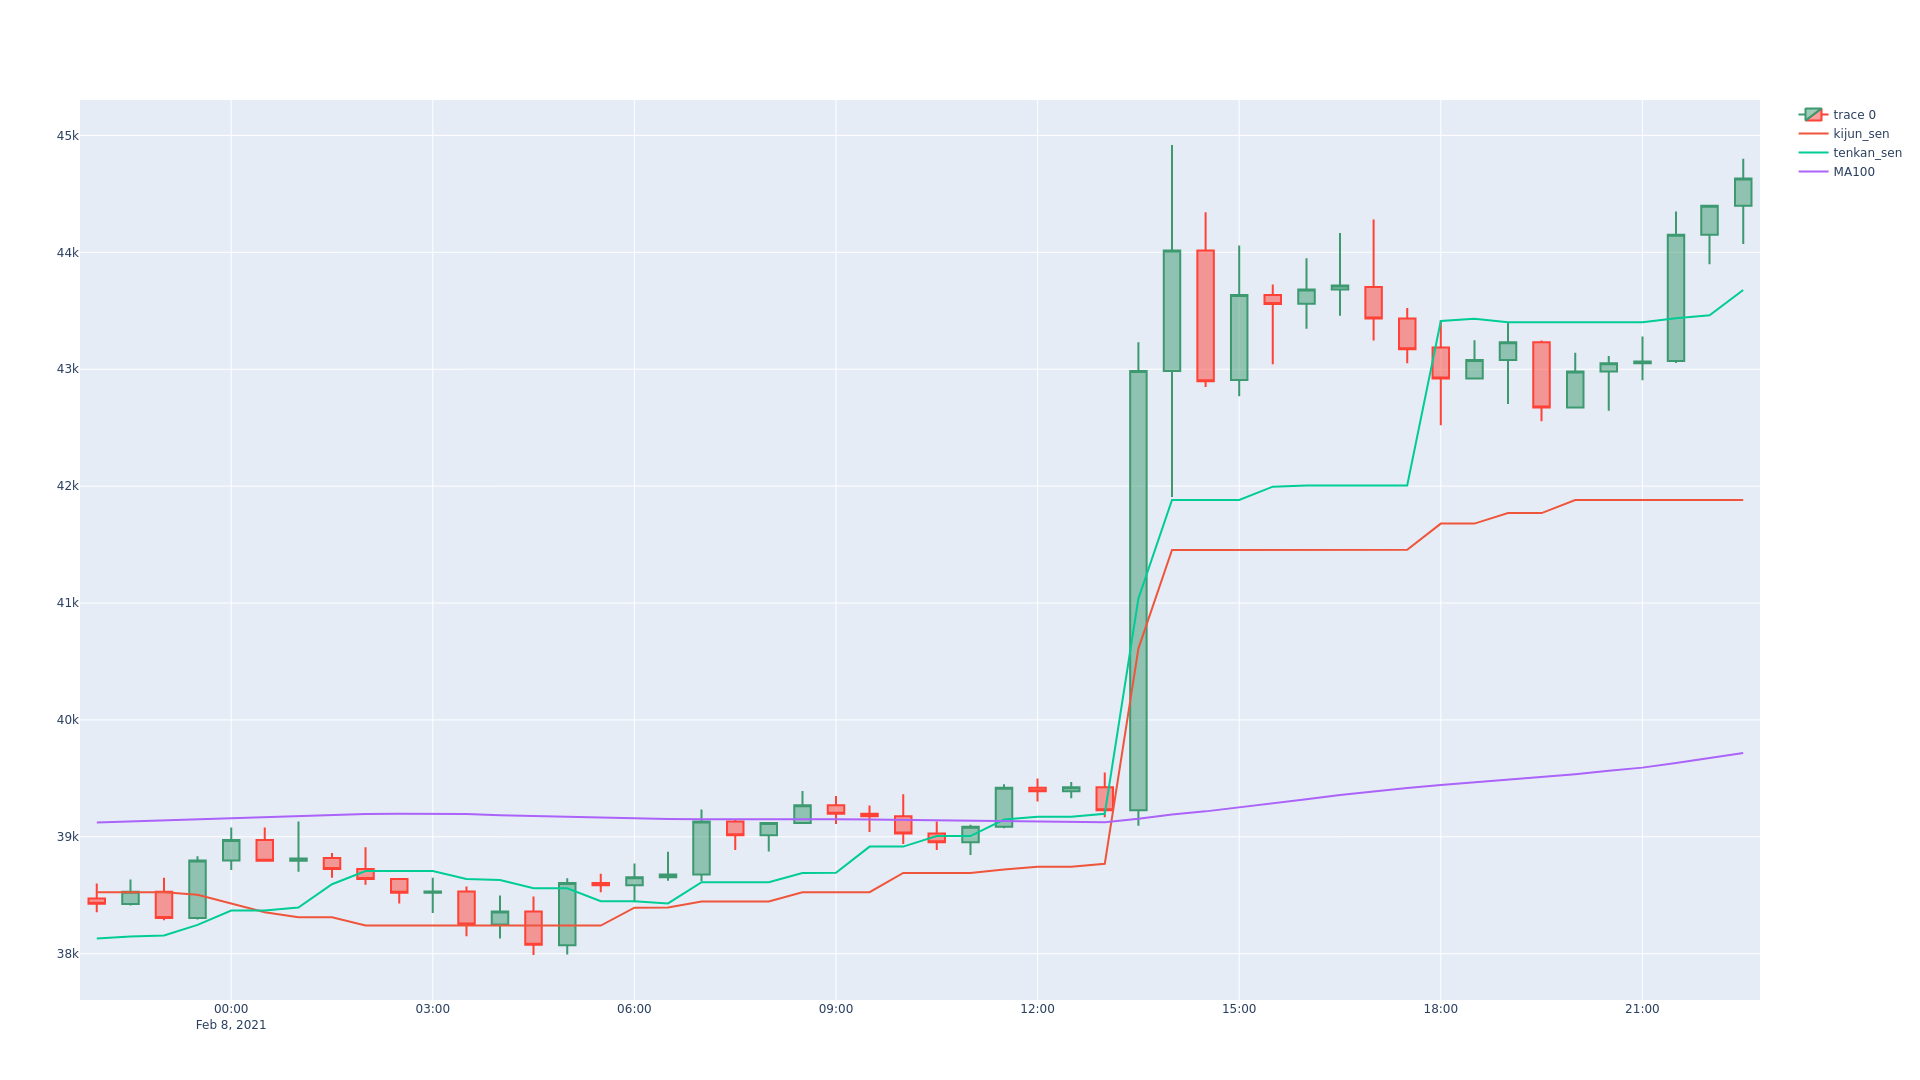 45k
44k
43k
42k
41k
40k
39k
38k
00:00
Feb 8, 2021
03:00
06:00
09:00
12:00
15:00
18:00
21:00
trace 0
kijun_sen
tenkan_sen
MA100